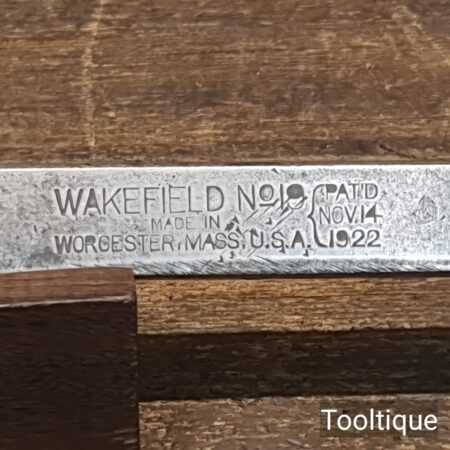 WAKEFIELD No. 19 { PAT'D
MADE IN NOV. 14
WORCESTER, MASS, U.S.A. 1922
Tooltique